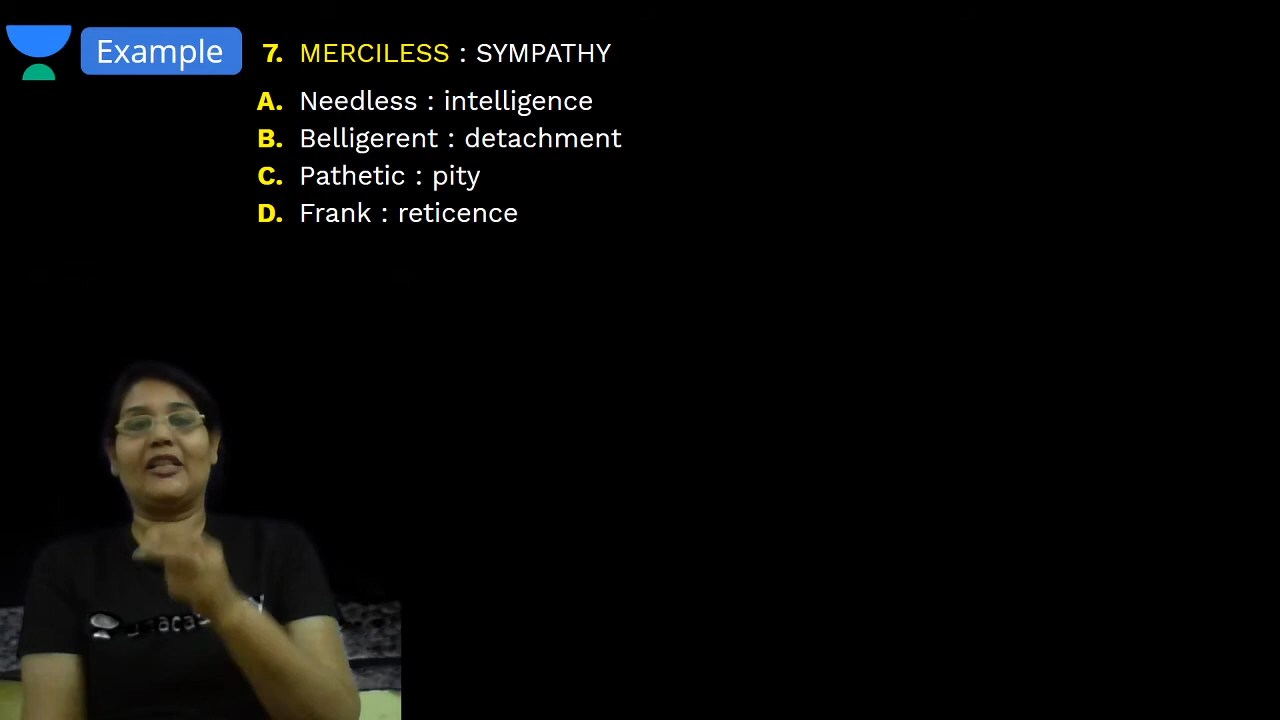 Example 7. MERCILESS : SYMPATHY
A. Needless : intelligence
B. Belligerent : detachment
C. Pathetic : pity
D. Frank : reticence